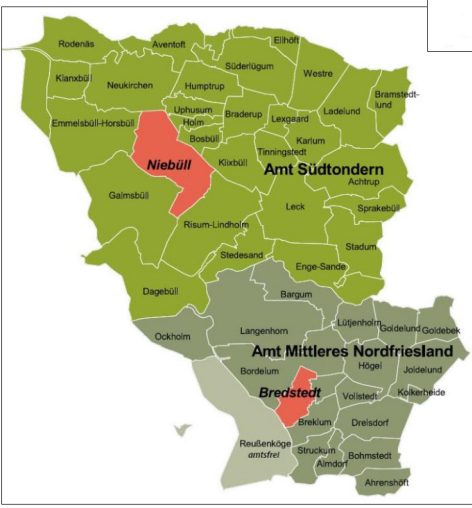 Rodenäs
Aventoft
Ellhöft
Süderlügum
Westre
Klanxbüll
Neukirchen
Humptrup
Bramstedt-
lund
Uphusum
Braderup
Lexgaard
Ladelund
Emmelsbüll-Horsbüll
Holm
Bosbüll
Karlum
Tinningstedt
Niebüll
Klixbüll
Amt Südtondern
Achtrup
Galmsbüll
Leck
Sprakebüll
Risum-Lindholm
Stadum
Stedesand
Enge-Sande
Dagebüll
Bargum
Ockholm
Langenhorn
Lütjenholm
Goldelund
Goldebek
Amt Mittleres Nordfriesland
Högel
Joldelund
Bordelum
Bredstedt
Vollstedt
Kolkerheide
Breklum
Drelsdorf
Reußenköge
amtsfrei
Struckum
Almdorf
Bohmstedt
Ahrenshöft